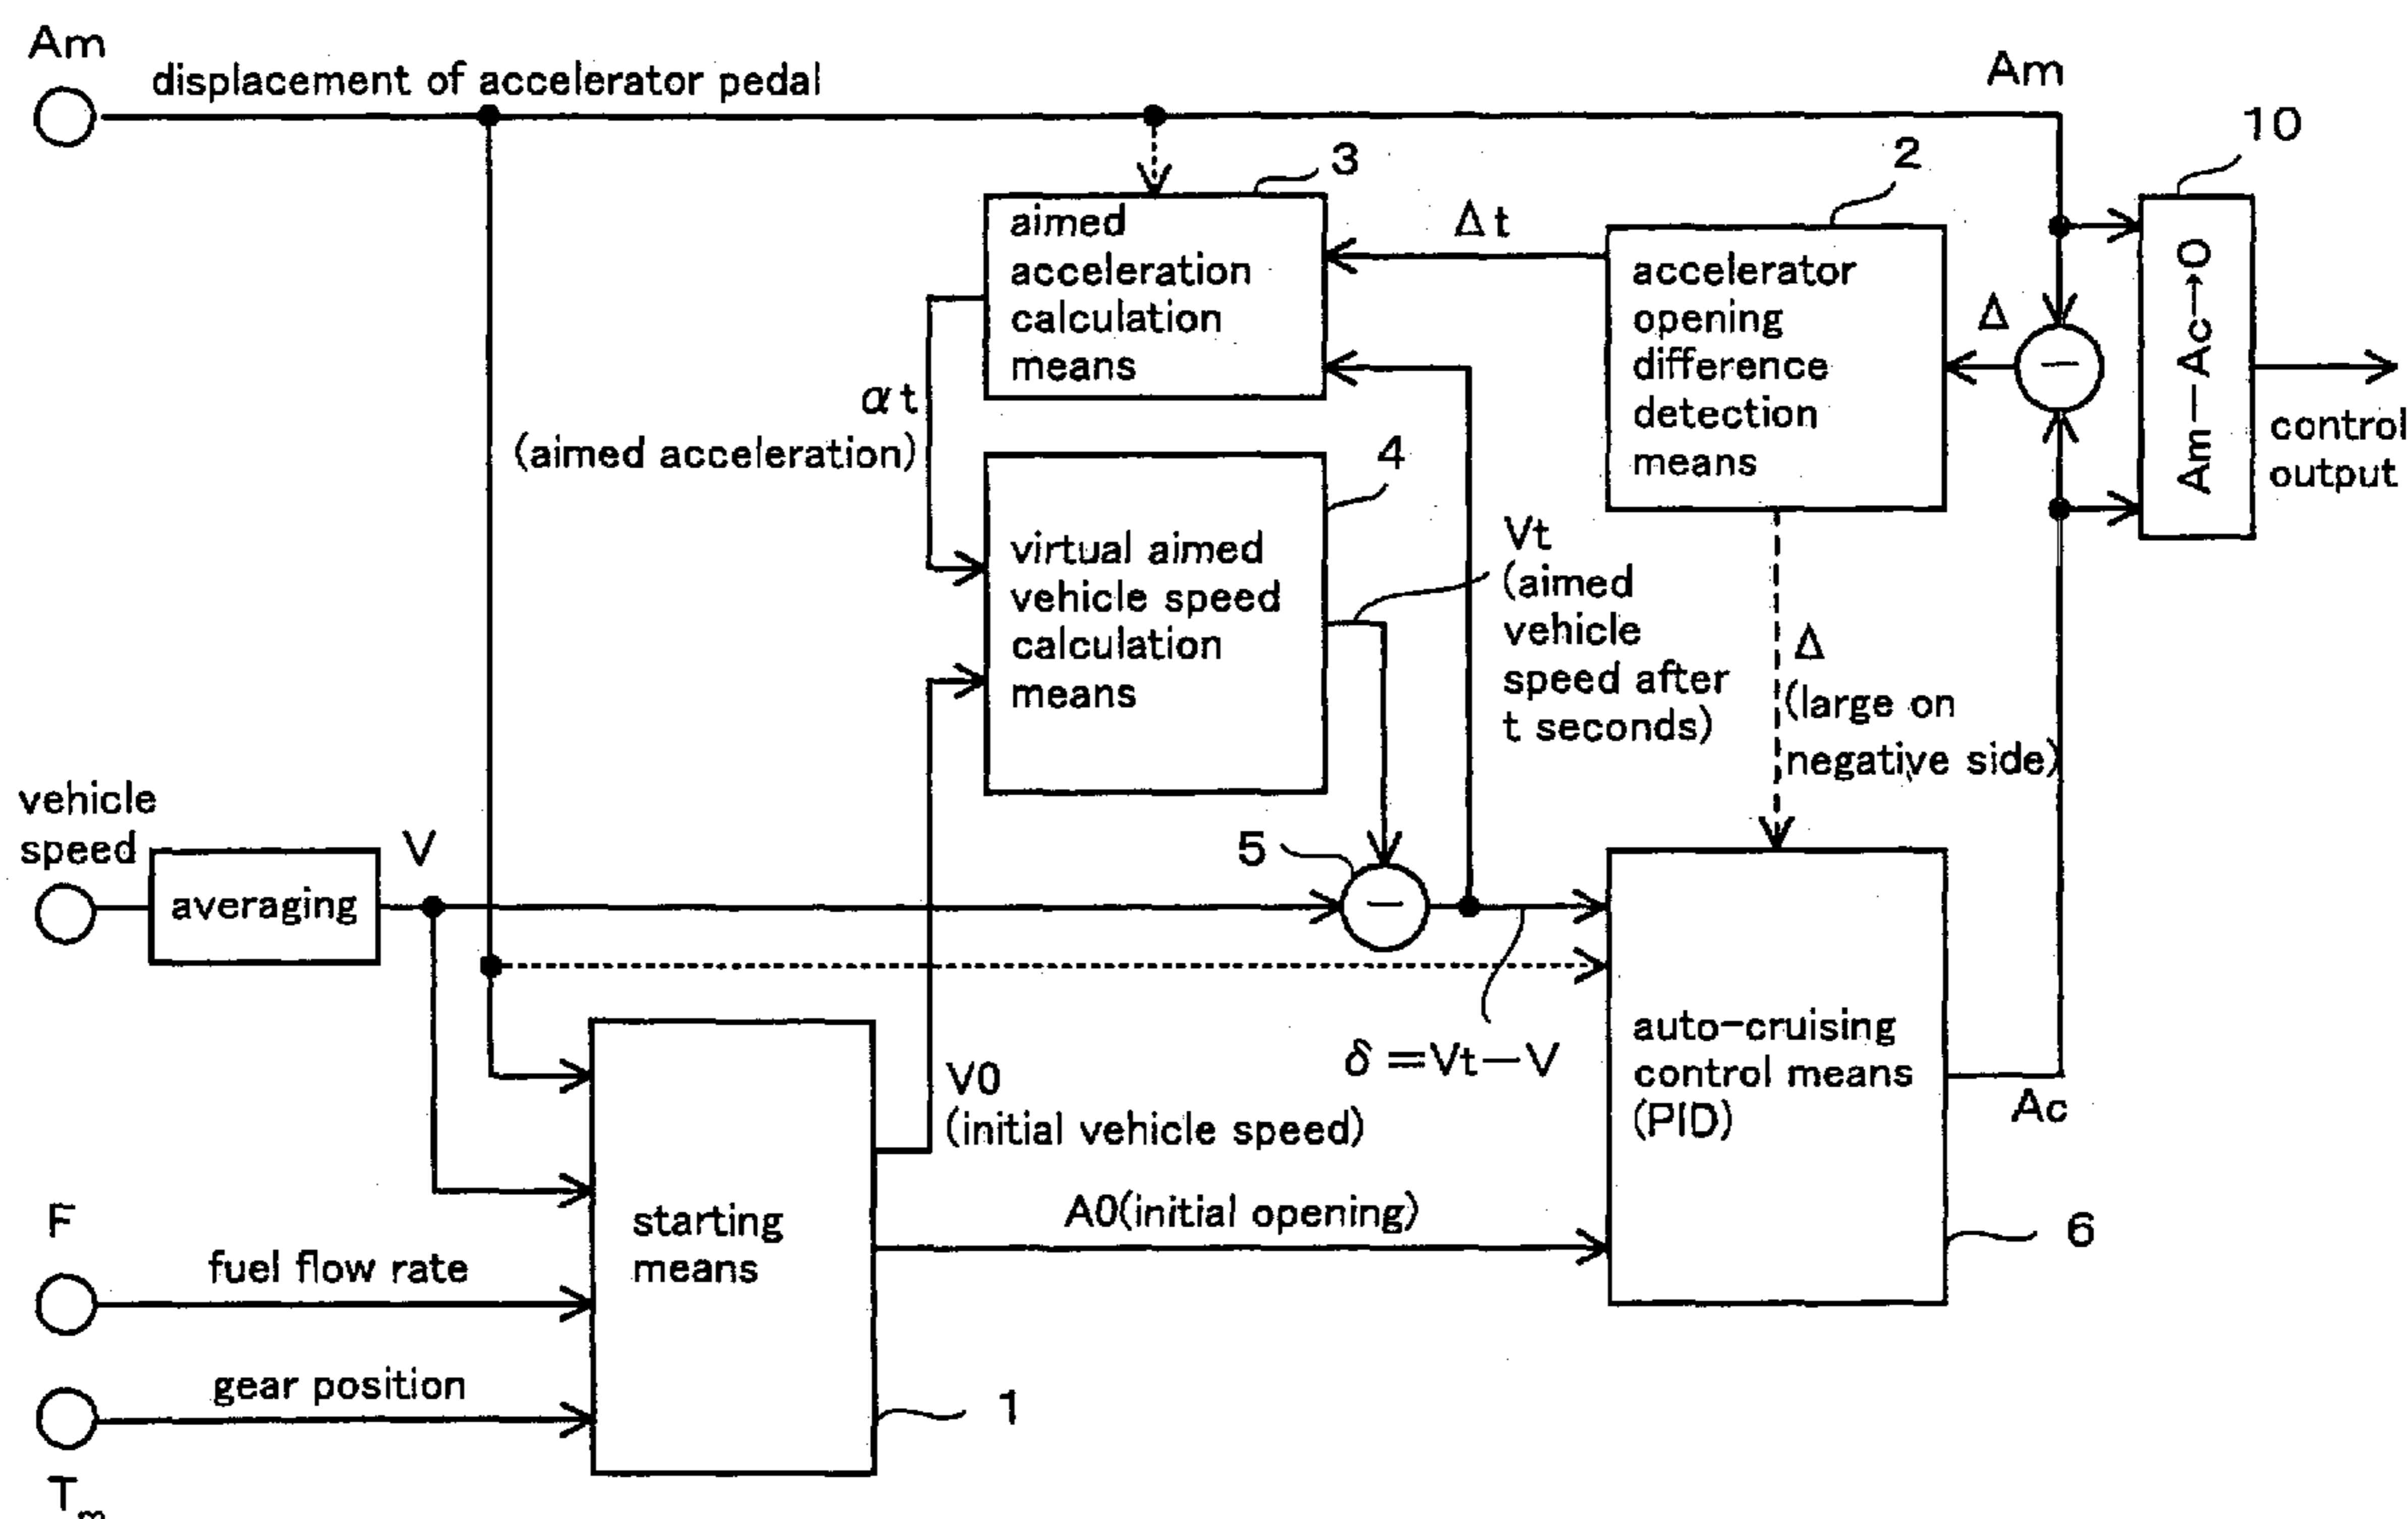 Am
displacement of accelerator pedal
Am
10
3
2
aimed
acceleration
calculation
means
Δt
accelerator
opening
difference
detection
means
Δ
Am—Ac→0
control
output
αt
(aimed acceleration)
4
virtual aimed
vehicle speed
calculation
means
Vt
(aimed
vehicle
speed after
t seconds)
Δ
(large on
negative side)
vehicle
speed
averaging
V
5
—
—
δ =Vt—V
auto-cruising
control means
(PID)
Ac
V0
(initial vehicle speed)
A0(initial opening)
6
starting
means
F
fuel flow rate
gear position
1
Tm